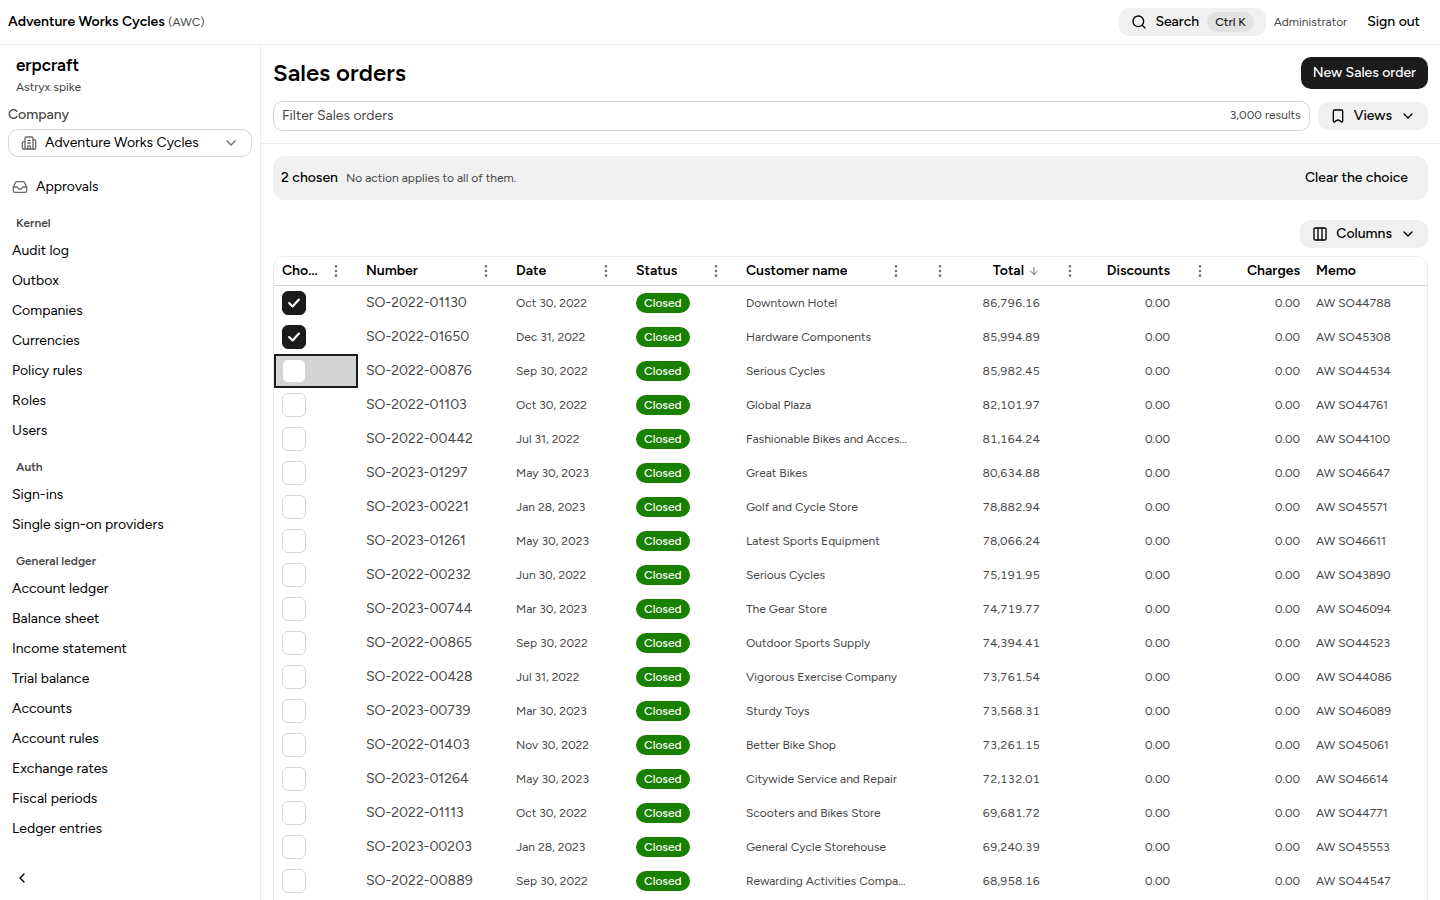 Adventure Works Cycles (AWC)
Search Ctrl K Administrator Sign out
erpcraft
Astryx spike
Company
Adventure Works Cycles
Approvals
Kernel
Audit log
Outbox
Companies
Currencies
Policy rules
Roles
Users
Auth
Sign-ins
Single sign-on providers
General ledger
Account ledger
Balance sheet
Income statement
Trial balance
Accounts
Account rules
Exchange rates
Fiscal periods
Ledger entries
Sales orders
New Sales order
Filter Sales orders 3,000 results Views
2 chosen No action applies to all of them. Clear the choice
Columns
Cho... Number Date Status Customer name Total Discounts Charges Memo
SO-2022-01130 Oct 30, 2022 Closed Downtown Hotel 86,796.16 0.00 0.00 AW SO44788
SO-2022-01650 Dec 31, 2022 Closed Hardware Components 85,994.89 0.00 0.00 AW SO45308
SO-2022-00876 Sep 30, 2022 Closed Serious Cycles 85,982.45 0.00 0.00 AW SO44534
SO-2022-01103 Oct 30, 2022 Closed Global Plaza 82,101.97 0.00 0.00 AW SO44761
SO-2022-00442 Jul 31, 2022 Closed Fashionable Bikes and Acces... 81,164.24 0.00 0.00 AW SO44100
SO-2023-01297 May 30, 2023 Closed Great Bikes 80,634.88 0.00 0.00 AW SO46647
SO-2023-00221 Jan 28, 2023 Closed Golf and Cycle Store 78,882.94 0.00 0.00 AW SO45571
SO-2023-01261 May 30, 2023 Closed Latest Sports Equipment 78,066.24 0.00 0.00 AW SO46611
SO-2022-00232 Jun 30, 2022 Closed Serious Cycles 75,191.95 0.00 0.00 AW SO43890
SO-2023-00744 Mar 30, 2023 Closed The Gear Store 74,719.77 0.00 0.00 AW SO46094
SO-2022-00865 Sep 30, 2022 Closed Outdoor Sports Supply 74,394.41 0.00 0.00 AW SO44523
SO-2022-00428 Jul 31, 2022 Closed Vigorous Exercise Company 73,761.54 0.00 0.00 AW SO44086
SO-2023-00739 Mar 30, 2023 Closed Sturdy Toys 73,568.31 0.00 0.00 AW SO46089
SO-2022-01403 Nov 30, 2022 Closed Better Bike Shop 73,261.15 0.00 0.00 AW SO45061
SO-2023-01264 May 30, 2023 Closed Citywide Service and Repair 72,132.01 0.00 0.00 AW SO46614
SO-2022-01113 Oct 30, 2022 Closed Scooters and Bikes Store 69,681.72 0.00 0.00 AW SO44771
SO-2023-00203 Jan 28, 2023 Closed General Cycle Storehouse 69,240.39 0.00 0.00 AW SO45553
SO-2022-00889 Sep 30, 2022 Closed Rewarding Activities Compa... 68,958.16 0.00 0.00 AW SO44547